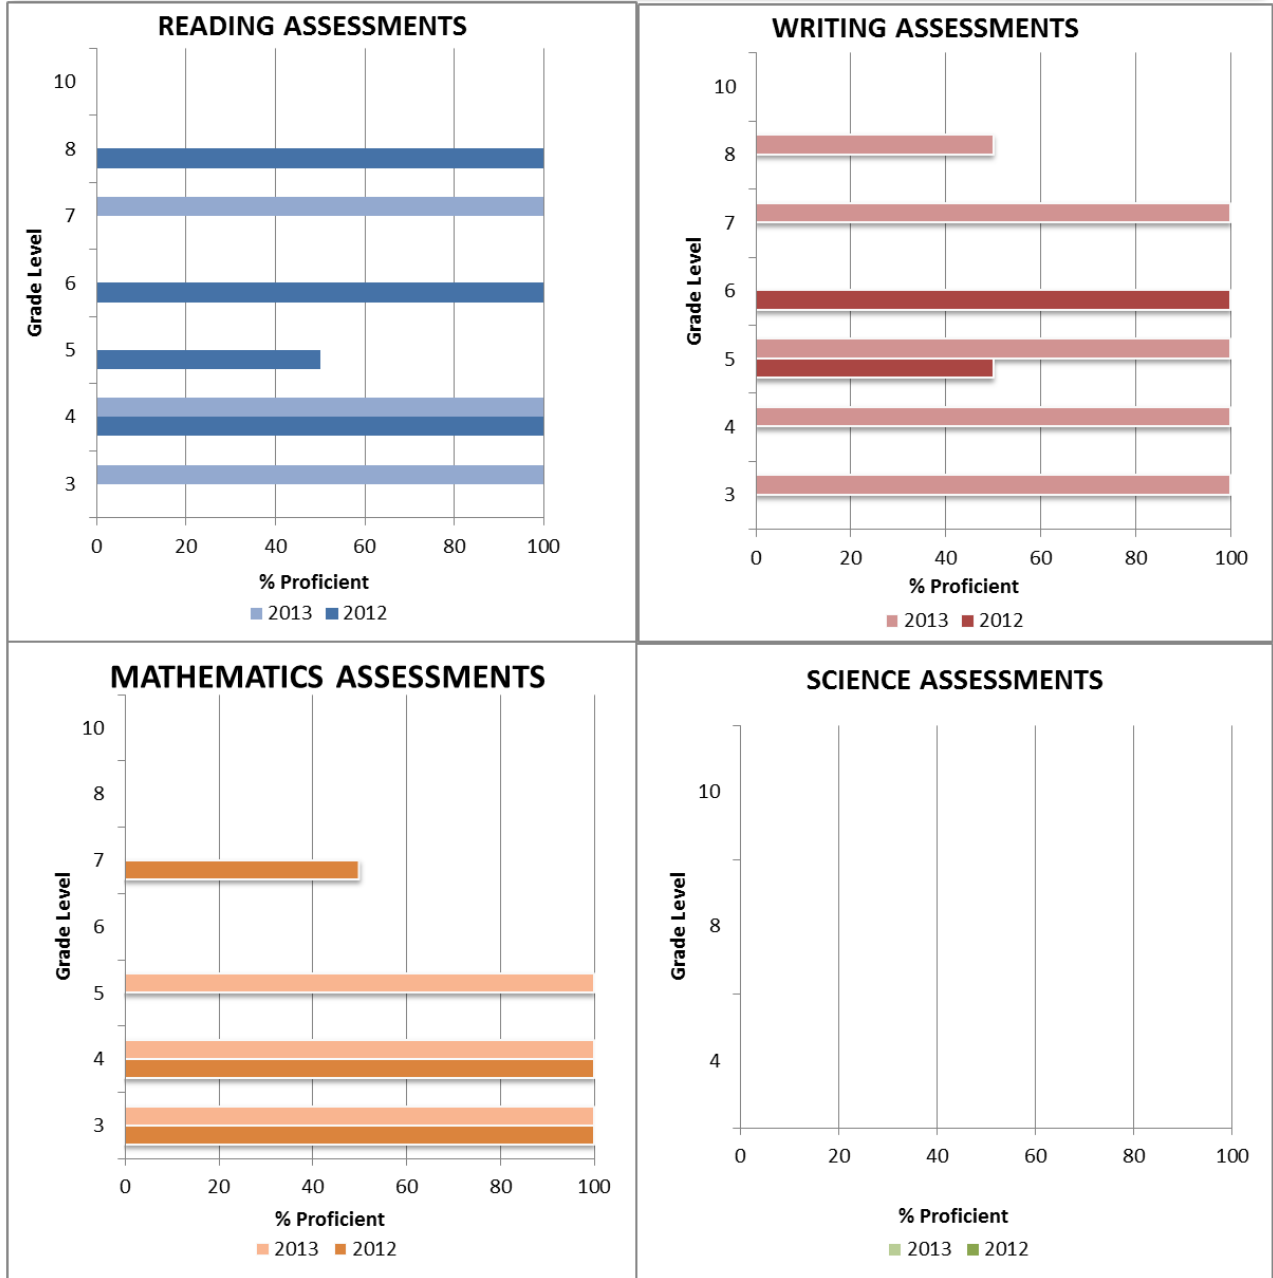 READING ASSESSMENTS
10
8
7
6
5
4
3
Grade Level
0 20 40 60 80 100
% Proficient
2013 2012
WRITING ASSESSMENTS
10
8
7
6
5
4
3
Grade Level
0 20 40 60 80 100
% Proficient
2013 2012
MATHEMATICS ASSESSMENTS
10
8
7
6
5
4
3
Grade Level
0 20 40 60 80 100
% Proficient
2013 2012
SCIENCE ASSESSMENTS
10
8
4
Grade Level
0 20 40 60 80 100
% Proficient
2013 2012